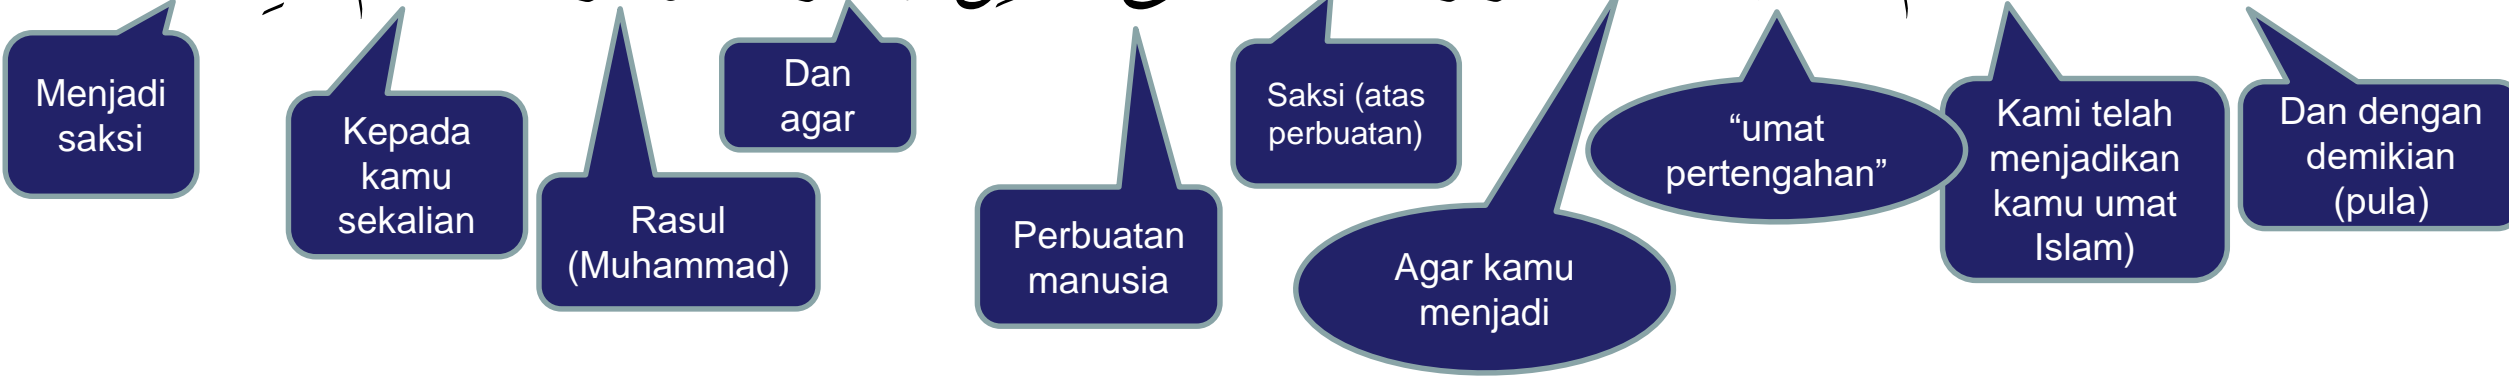 Menjadi
saksi
Kepada
kamu
sekalian
Rasul
(Muhammad)
Dan
agar
Perbuatan
manusia
Saksi (atas
perbuatan)
Agar kamu
menjadi
“umat
pertengahan”
Kami telah
menjadikan
kamu umat
Islam)
Dan dengan
demikian
(pula)